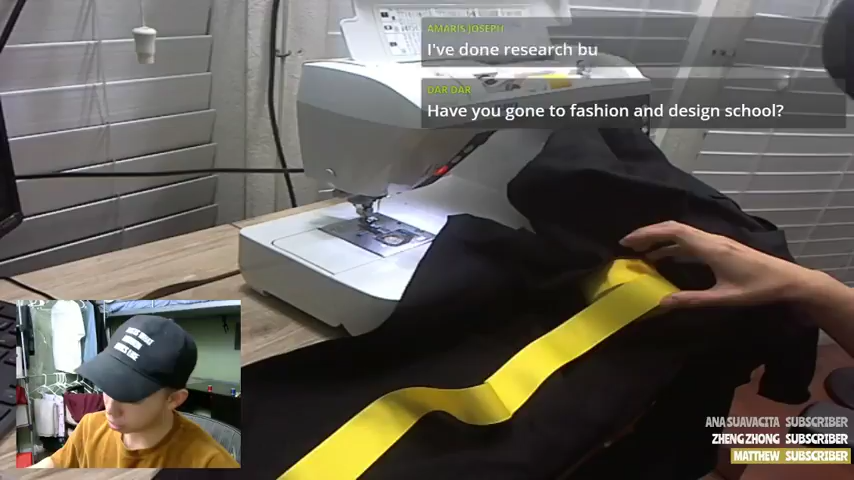 AMARIS JOSEPH
I've done research bu
DAR DAR
Have you gone to fashion and design school?
ANA SUAVACITA SUBSCRIBER
ZHENG ZHONG SUBSCRIBER
MATTHEW SUBSCRIBER